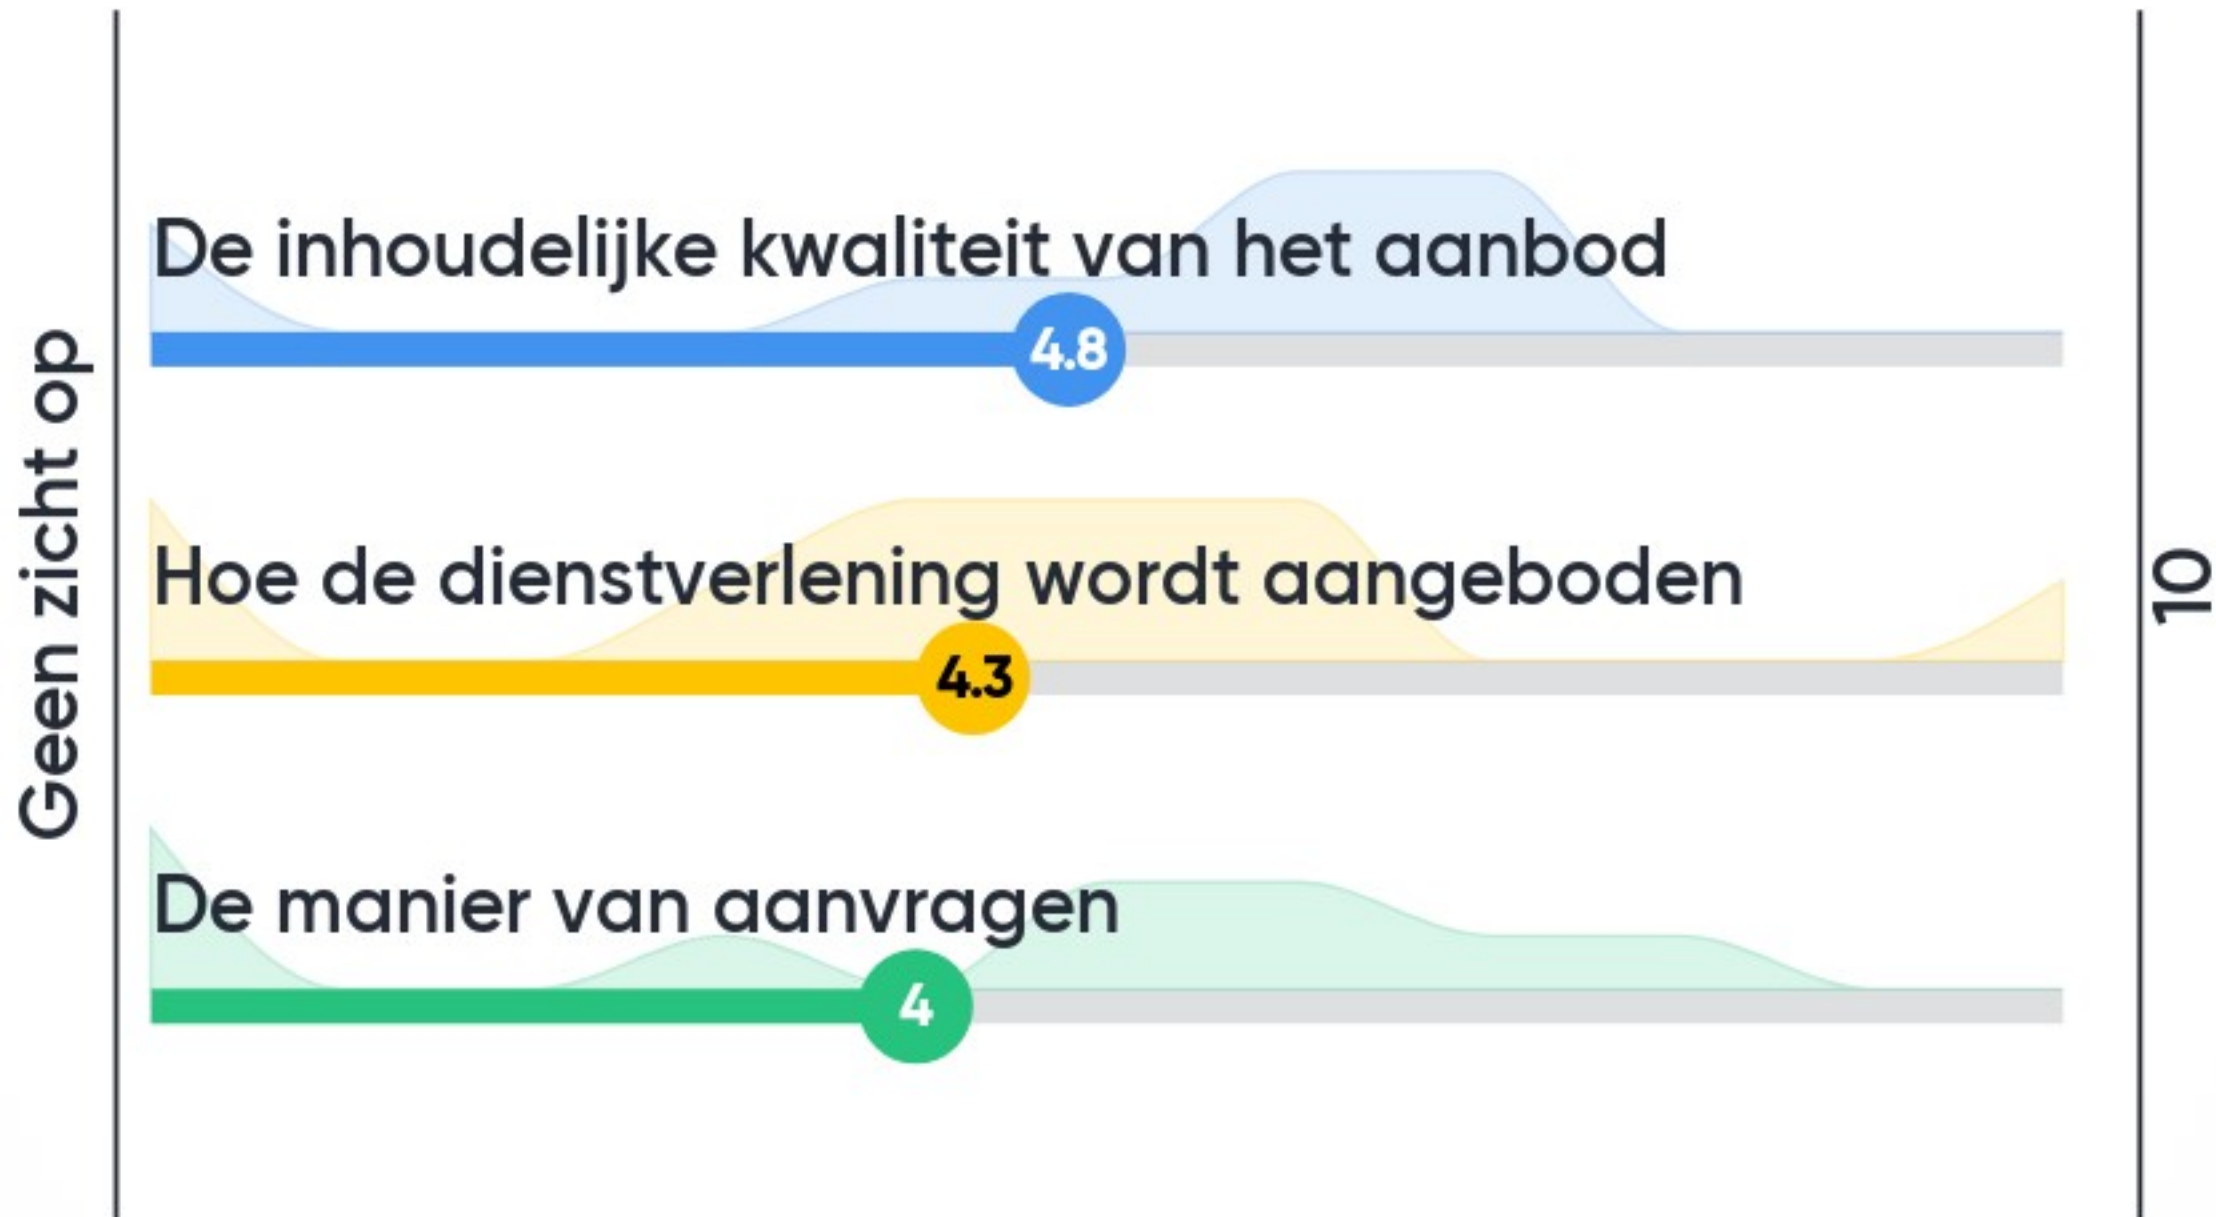 Geen zicht op
De inhoudelijke kwaliteit van het aanbod
4.8
Hoe de dienstverlening wordt aangeboden
4.3
De manier van aanvragen
4
10